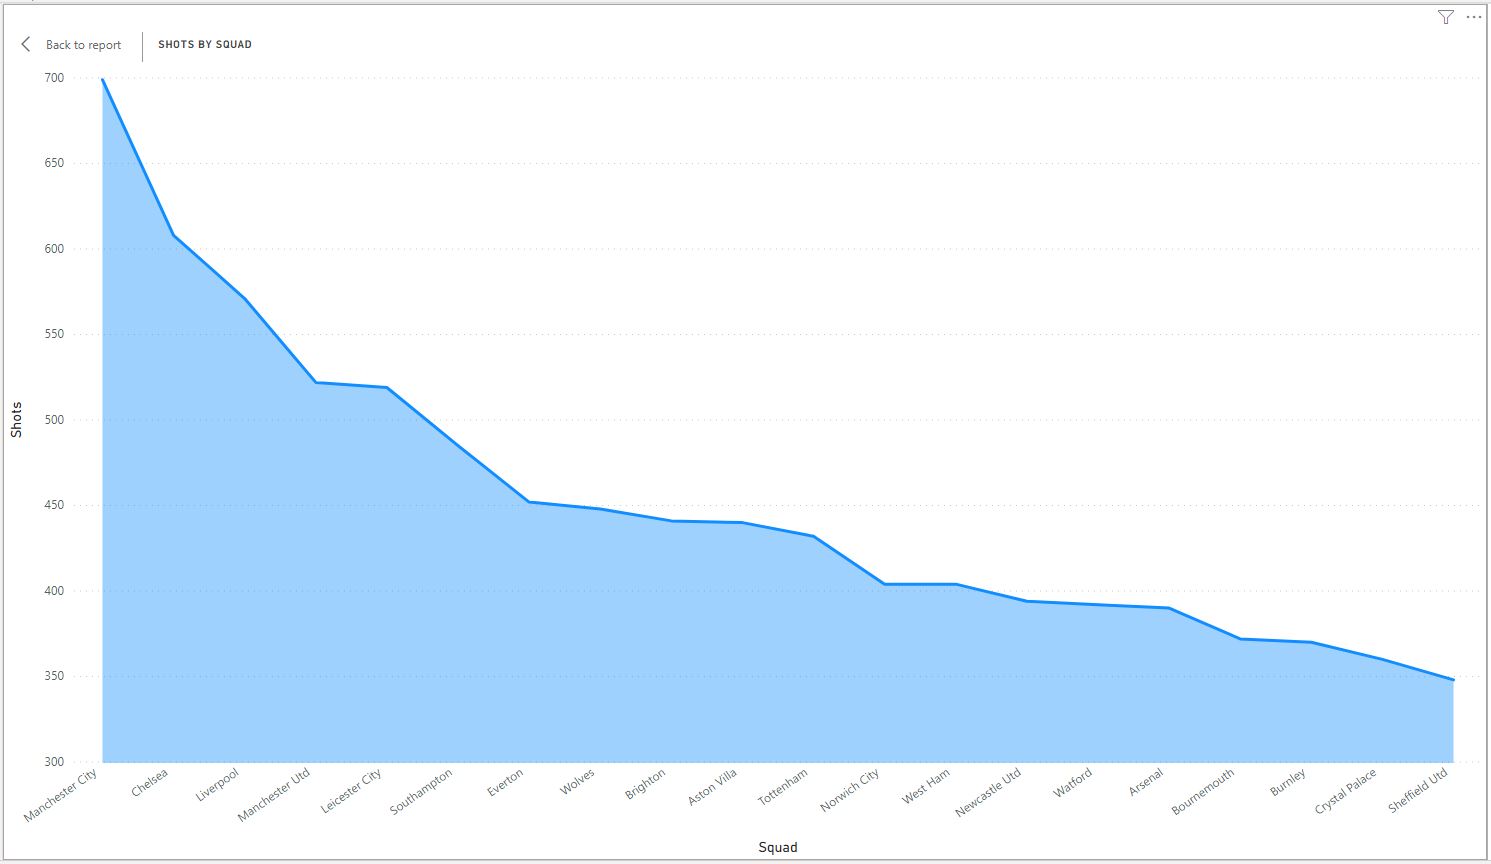 Back to report
SHOTS BY SQUAD
700
650
600
550
500
450
400
350
300
Shots
Manchester City
Chelsea
Liverpool
Manchester Utd
Leicester City
Southampton
Everton
Wolves
Brighton
Aston Villa
Tottenham
Norwich City
West Ham
Newcastle Utd
Watford
Arsenal
Bournemouth
Burnley
Crystal Palace
Sheffield Utd
Squad